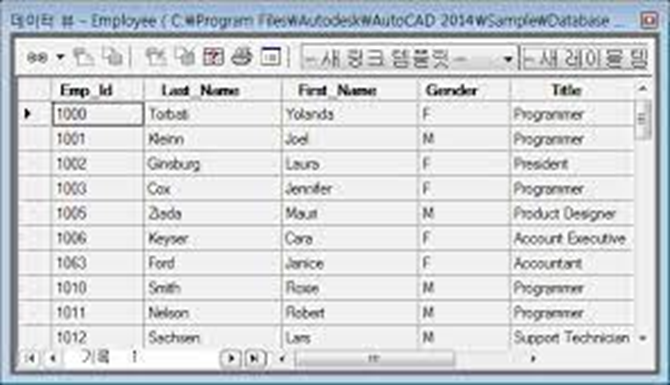 데이터 뷰 - Employee ( C:₩Program Files₩Autodesk₩AutoCAD 2014₩Sample₩Database ...
-- 새 링크 템플릿 -- -- 새 레이블 템
Emp_Id Last_Name First_Name Gender Title
1000 Torbati Yolanda F Programmer
1001 Kleinn Joel M Programmer
1002 Ginsburg Laura F President
1003 Cox Jennifer F Programmer
1005 Ziada Mauri M Product Designer
1006 Keyser Cara F Account Executive
1063 Ford Janice F Accountant
1010 Smith Roxie M Programmer
1011 Nelson Robert M Programmer
1012 Sachsen Lars M Support Technician
기록 1